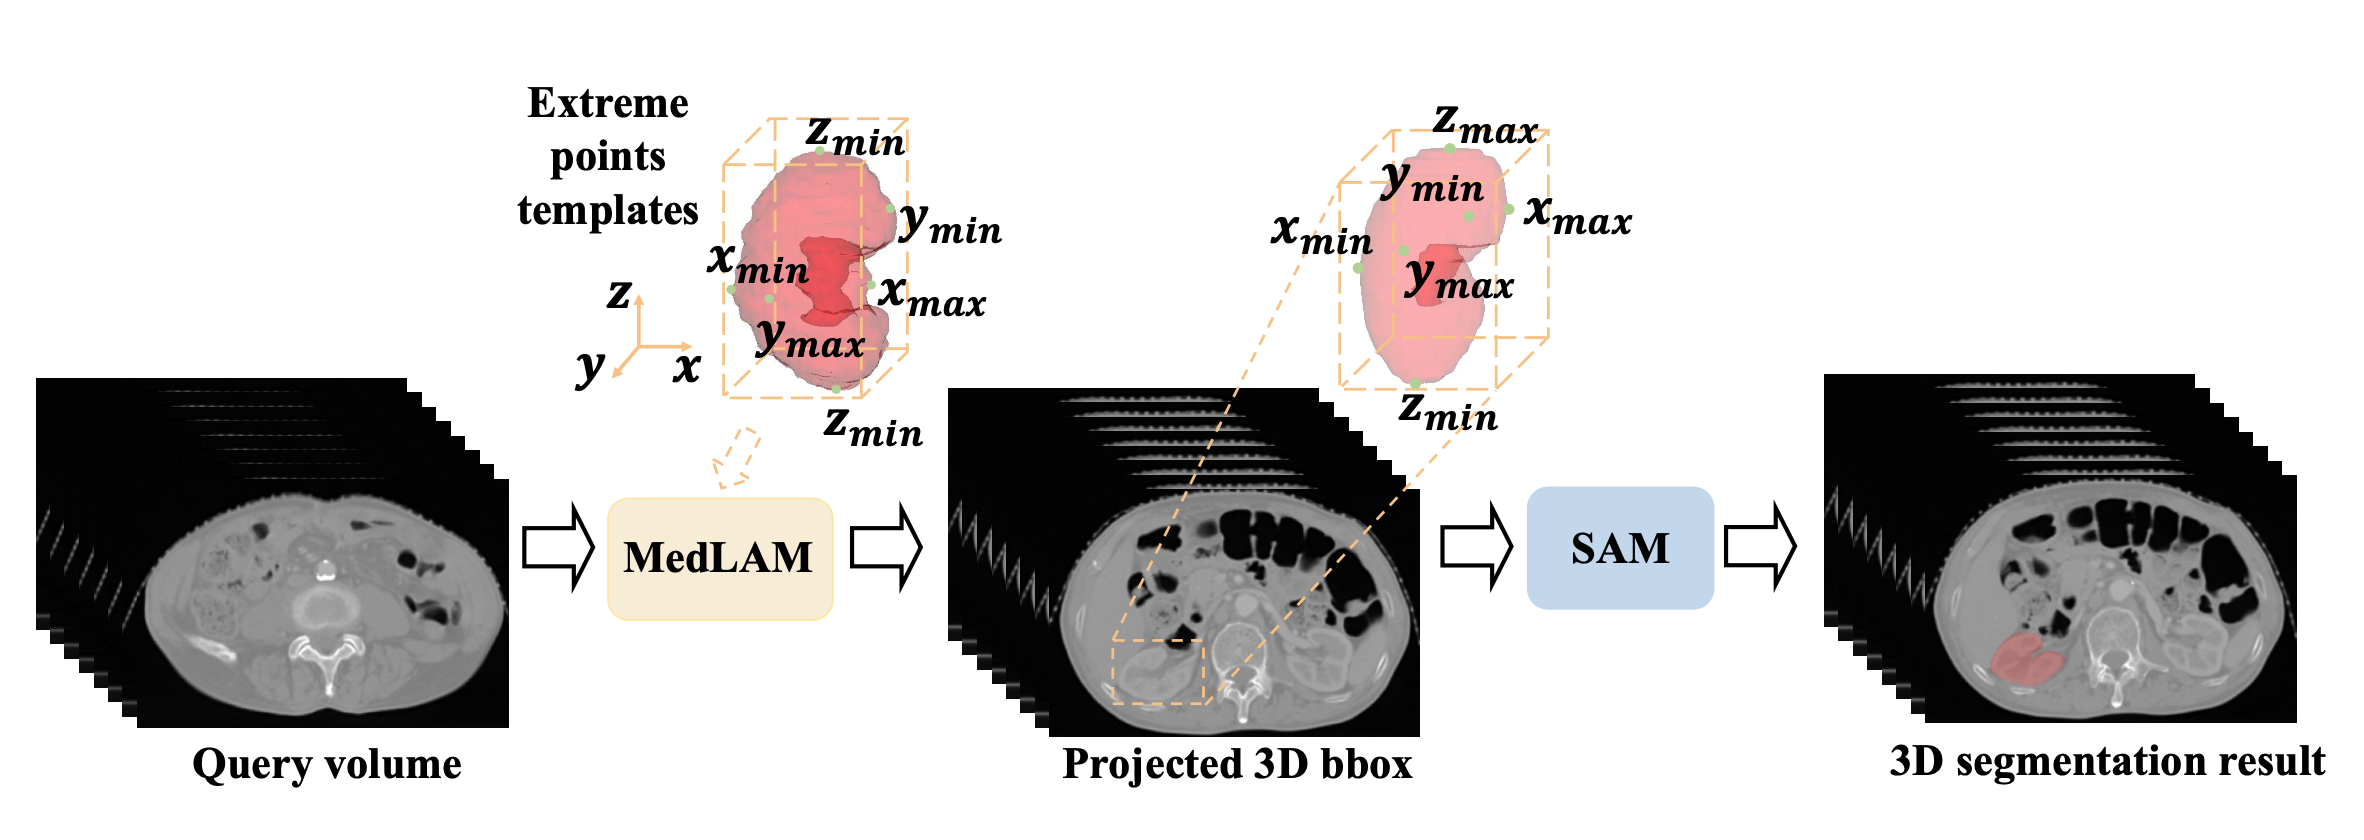 Extreme
points
templates
z
y
x
z_min
y_min
x_min
x_max
y_max
z_min
z_max
y_min
x_max
x_min
y_max
z_min
MedLAM
SAM
Query volume
Projected 3D bbox
3D segmentation result